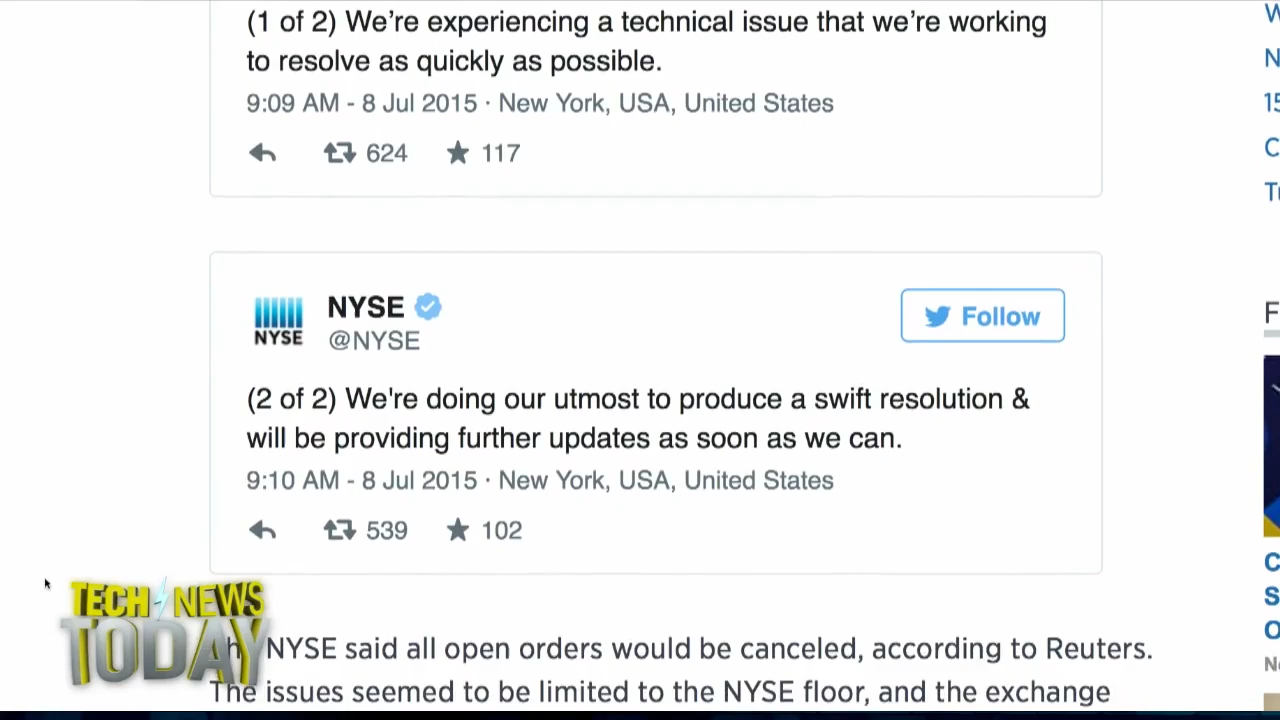 (1 of 2) We’re experiencing a technical issue that we’re working
to resolve as quickly as possible.
9:09 AM - 8 Jul 2015 · New York, USA, United States
624 117
NYSE
NYSE
@NYSE
Follow
(2 of 2) We're doing our utmost to produce a swift resolution &
will be providing further updates as soon as we can.
9:10 AM - 8 Jul 2015 · New York, USA, United States
539 102
TECH NEWS
TODAY
NYSE said all open orders would be canceled, according to Reuters.
The issues seemed to be limited to the NYSE floor, and the exchange